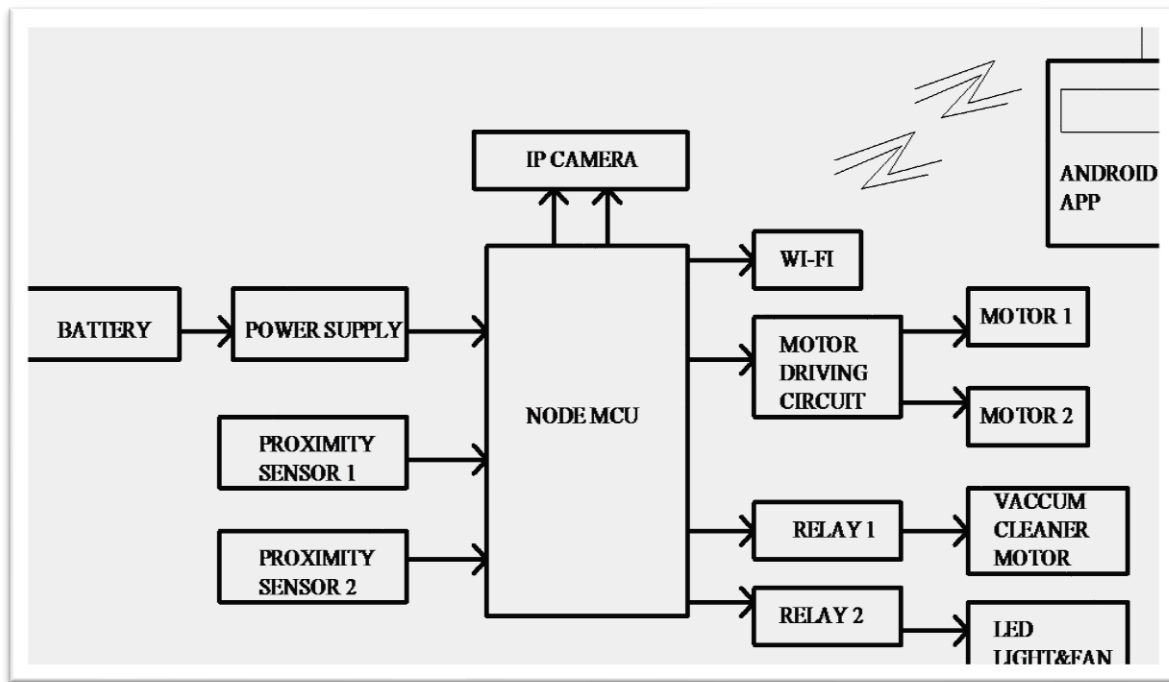 IP CAMERA
ANDROID
APP
WI-FI
BATTERY
POWER SUPPLY
MOTOR
DRIVING
CIRCUIT
MOTOR 1
MOTOR 2
NODE MCU
PROXIMITY
SENSOR 1
PROXIMITY
SENSOR 2
RELAY 1
VACCUM
CLEANER
MOTOR
RELAY 2
LED
LIGHT&FAN